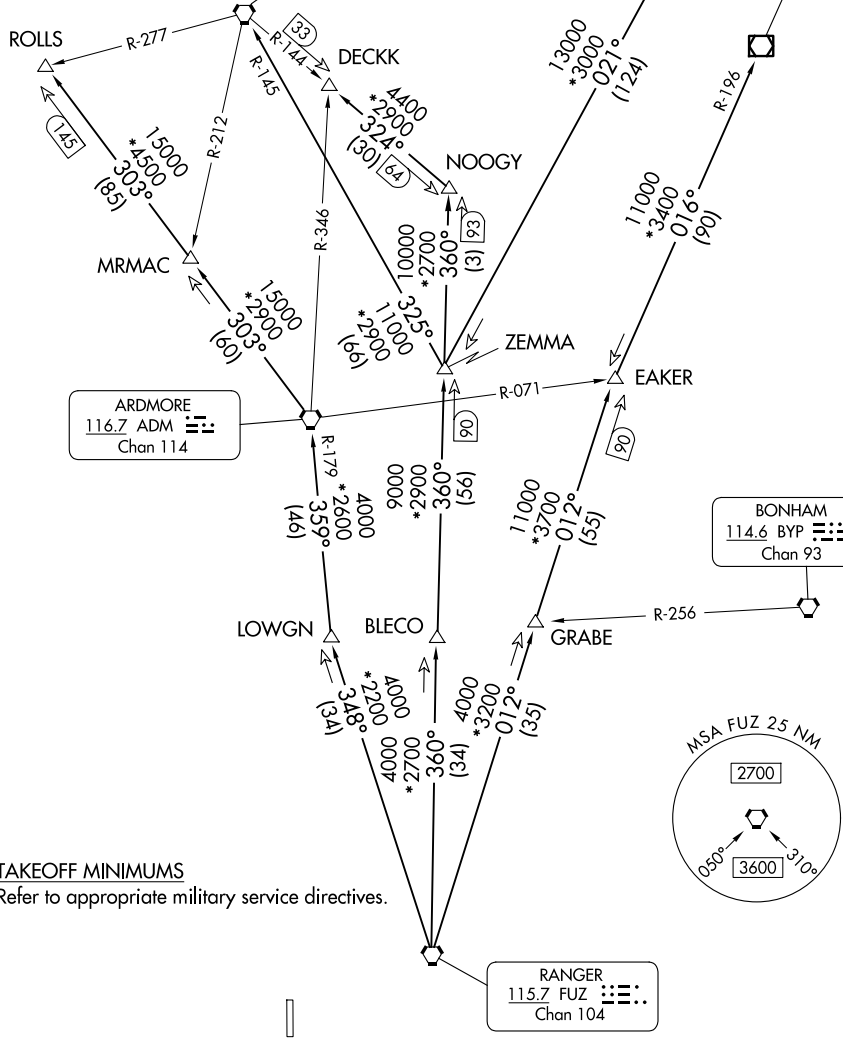 ROLLS
R-277
33
R-144
DECKK
R-145
13000
*3000
021°
(124)
R-196
145
15000
*4500
303°
(85)
R-212
4400
*2900
324°
(30)
64
NOOGY
93
R-346
10000
*2700
360°
(3)
11000
*3400
016°
(90)
MRMAC
15000
*2900
303°
(60)
325°
11000
*2900
(66)
ZEMMA
EAKER
R-071
ARDMORE
116.7 ADM
Chan 114
90
90
R-179
4000
*2600
359°
(46)
9000
*2900
360°
(56)
11000
*3700
012°
(55)
BONHAM
114.6 BYP
Chan 93
LOWGN
BLECO
GRABE
R-256
4000
*2200
348°
(34)
4000
*2700
360°
(34)
4000
*3200
012°
(35)
MSA FUZ 25 NM
2700
050°
3600
310°
TAKEOFF MINIMUMS
Refer to appropriate military service directives.
RANGER
115.7 FUZ
Chan 104